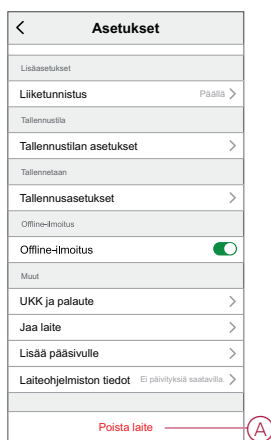 Asetukset
Lisäasetukset
Liiketunnistus Päällä
Tallennustila
Tallennustilan asetukset
Tallennetaan
Tallennusasetukset
Offline-Ilmoitus
Offline-ilmoitus
Muut
UKK ja palaute
Jaa laite
Lisää pääsivulle
Laiteohjelmiston tiedot Ei päivityksiä saatavilla.
Poista laite A